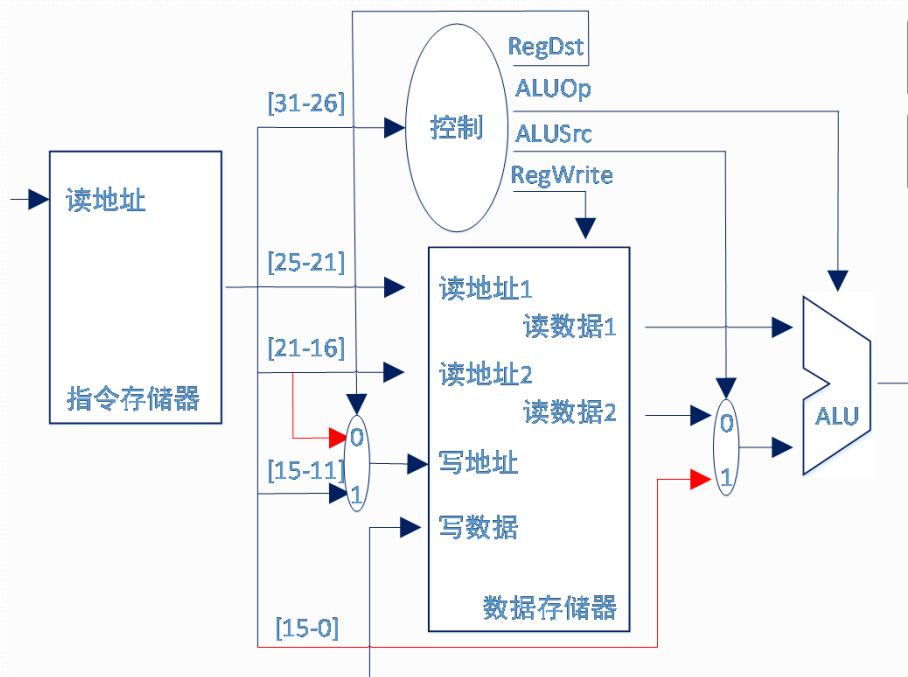 RegDst
ALUOp
[31-26]
控制
ALUSrc
RegWrite
读地址
[25-21]
读地址1
读数据1
[21-16]
读地址2
指令存储器
读数据2
0
0
ALU
[15-11]
写地址
1
1
写数据
数据存储器
[15-0]